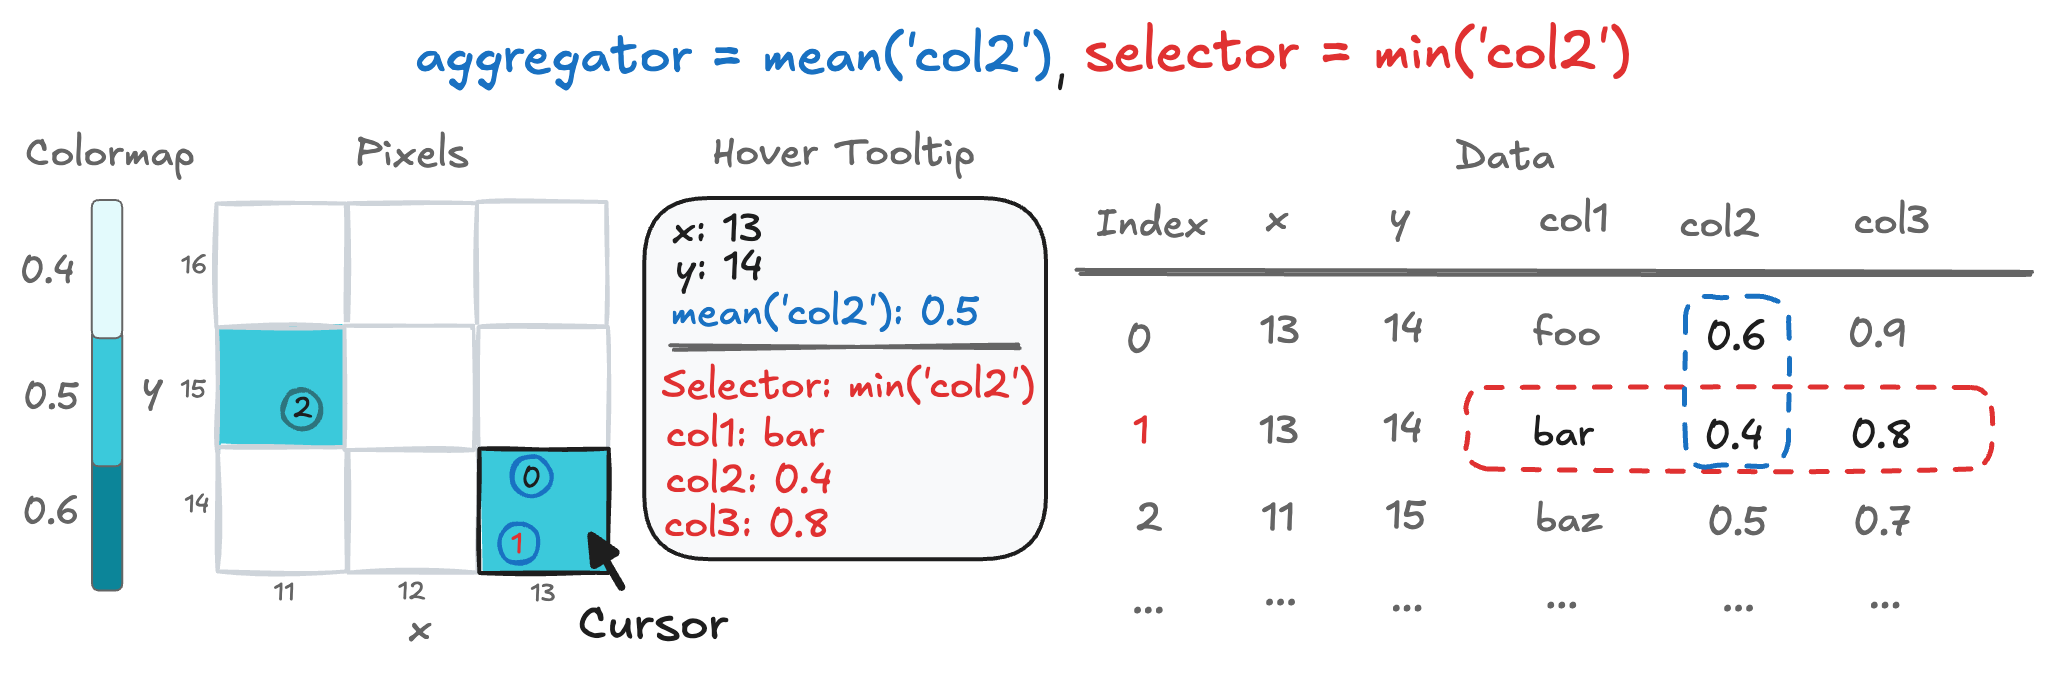 aggregator = mean('col2'), selector = min('col2')
Colormap
0.4
0.5
0.6
Pixels
y
16
15
14
2
0
1
11 12 13
x
Cursor
Hover Tooltip
x: 13
y: 14
mean('col2'): 0.5
Selector: min('col2')
col1: bar
col2: 0.4
col3: 0.8
Data
Index x y col1 col2 col3
0 13 14 foo 0.6 0.9
1 13 14 bar 0.4 0.8
2 11 15 baz 0.5 0.7
... ... ... ... ... ...